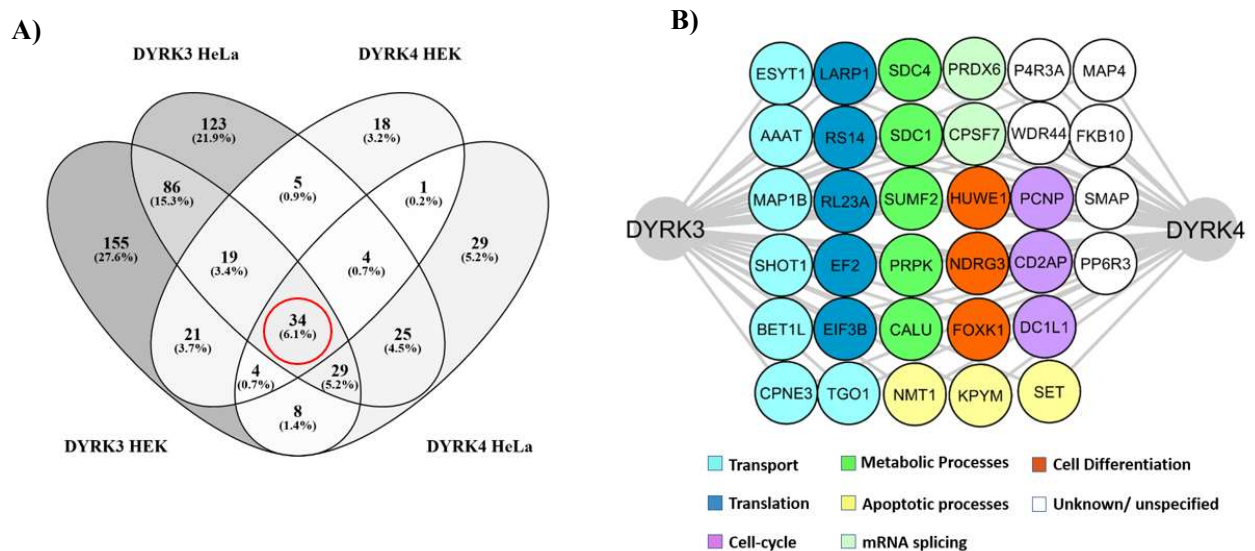 A)
DYRK3 HeLa
DYRK4 HEK
123
(21.9%)
18
(3.2%)
86
(15.3%)
5
(0.9%)
1
(0.2%)
155
(27.6%)
19
(3.4%)
4
(0.7%)
29
(5.2%)
34
(6.1%)
21
(3.7%)
25
(4.5%)
4
(0.7%)
29
(5.2%)
8
(1.4%)
DYRK3 HEK
DYRK4 HeLa
B)
ESYT1 LARP1 SDC4 PRDX6 P4R3A MAP4
AAAT RS14 SDC1 CPSF7 WDR44 FKB10
MAP1B RL23A SUMF2 HUWE1 PCNP SMAP
DYRK3 DYRK4
SHOT1 EF2 PRPK NDRG3 CD2AP PP6R3
BET1L EIF3B CALU FOXK1 DC1L1
CPNE3 TGO1 NMT1 KPYM SET
Transport Metabolic Processes Cell Differentiation
Translation Apoptotic processes Unknown/ unspecified
Cell-cycle mRNA splicing